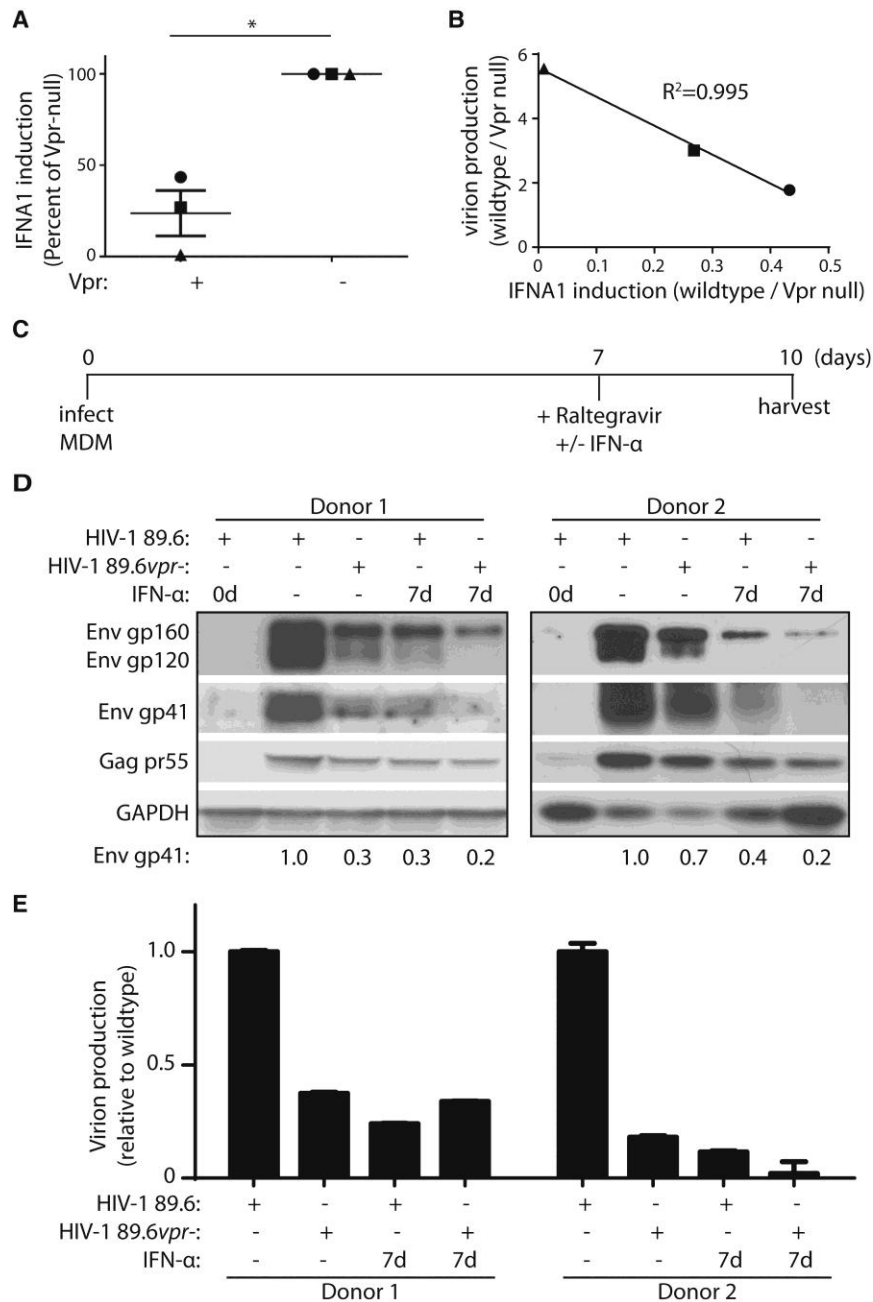 A
*
IFNA1 induction
(Percent of Vpr-null)
100
50
0
Vpr: + -
B
virion production
(wildtype / Vpr null)
6
4
2
0
R²=0.995
0 0.1 0.2 0.3 0.4 0.5
IFNA1 induction (wildtype / Vpr null)
C
0 7 10 (days)
infect
MDM
+ Raltegravir
+/- IFN-α
harvest
D
Donor 1 Donor 2
HIV-1 89.6: + + - + - + + - + -
HIV-1 89.6vpr-: - - + - + - - + - +
IFN-α: 0d - - 7d 7d 0d - - 7d 7d
Env gp160
Env gp120
Env gp41
Gag pr55
GAPDH
Env gp41: 1.0 0.3 0.3 0.2 1.0 0.7 0.4 0.2
E
Virion production
(relative to wildtype)
1.0
0.5
0
HIV-1 89.6: + - + - + - + -
HIV-1 89.6vpr-: - + - + - + - +
IFN-α: - - 7d 7d - - 7d 7d
Donor 1 Donor 2